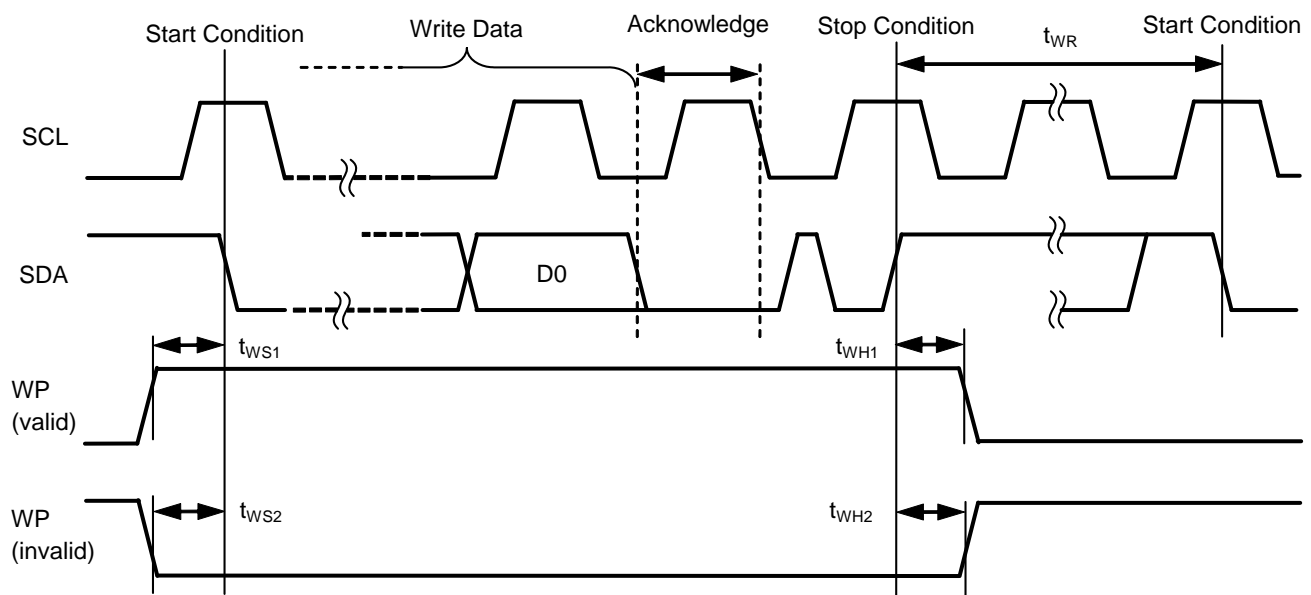 Start Condition
Write Data
Acknowledge
Stop Condition
tWR
Start Condition
SCL
SDA
D0
tWS1
tWH1
WP
(valid)
tWS2
tWH2
WP
(invalid)